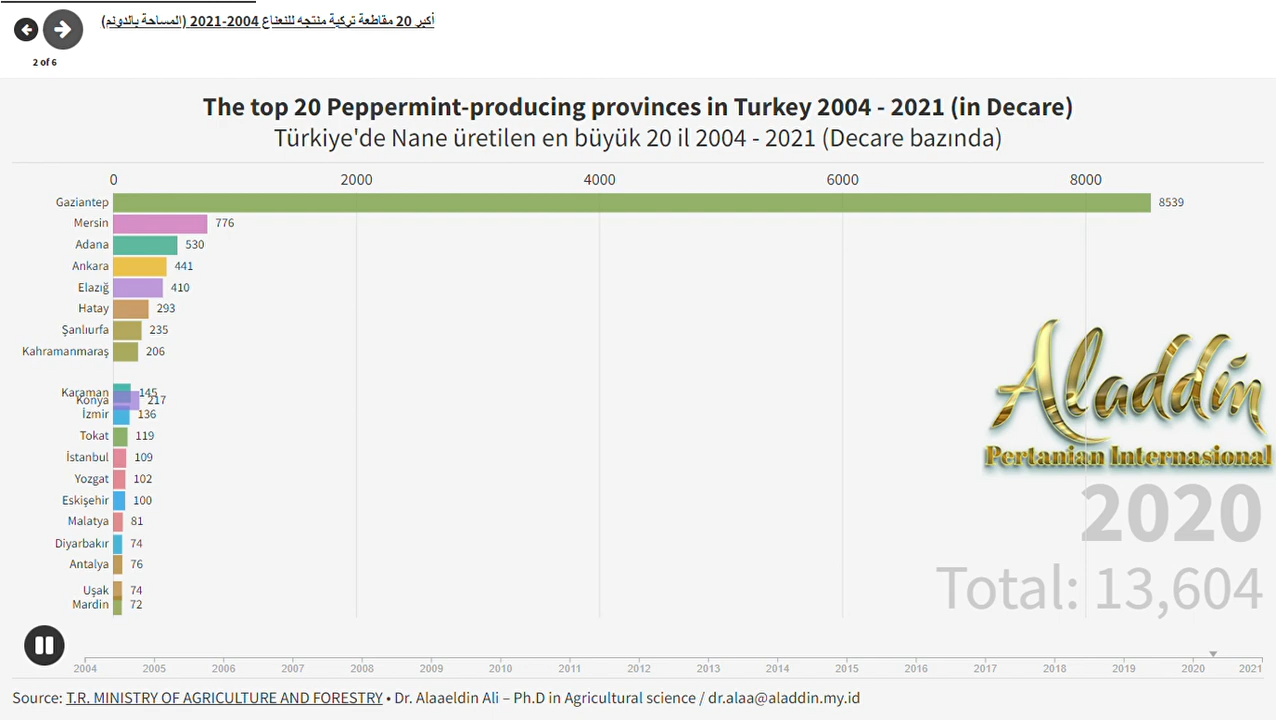 أكبر 20 مقاطعة تركية منتجه للنعناع 2004-2021 (المساحة بالدونم)
2 of 6
The top 20 Peppermint-producing provinces in Turkey 2004 - 2021 (in Decare)
Türkiye'de Nane üretilen en büyük 20 il 2004 - 2021 (Decare bazında)
0 2000 4000 6000 8000
Gaziantep 8539
Mersin 776
Adana 530
Ankara 441
Elazığ 410
Hatay 293
Şanlıurfa 235
Kahramanmaraş 206
Karaman 145
Konya 217
İzmir 136
Tokat 119
İstanbul 109
Yozgat 102
Eskişehir 100
Malatya 81
Diyarbakır 74
Antalya 76
Uşak 74
Mardin 72
Aladdin
Pertanian Internasional
2020
Total: 13,604
2004 2005 2006 2007 2008 2009 2010 2011 2012 2013 2014 2015 2016 2017 2018 2019 2020 2021
Source: T.R. MINISTRY OF AGRICULTURE AND FORESTRY • Dr. Alaaeldin Ali – Ph.D in Agricultural science / dr.alaa@aladdin.my.id